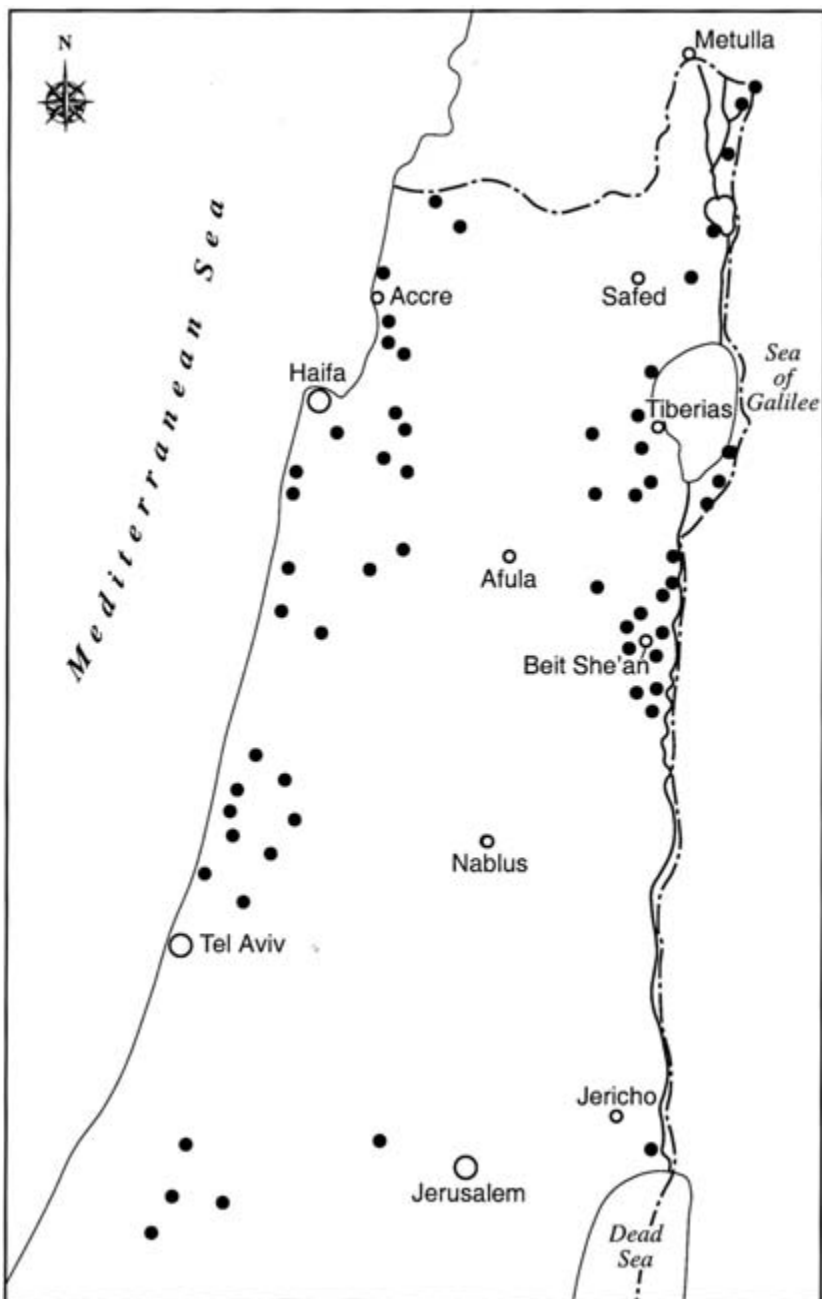 N
Metulla
Mediterranean Sea
Accre
Safed
Haifa
Sea
of
Galilee
Tiberias
Afula
Beit She'an
Nablus
Tel Aviv
Jericho
Jerusalem
Dead
Sea